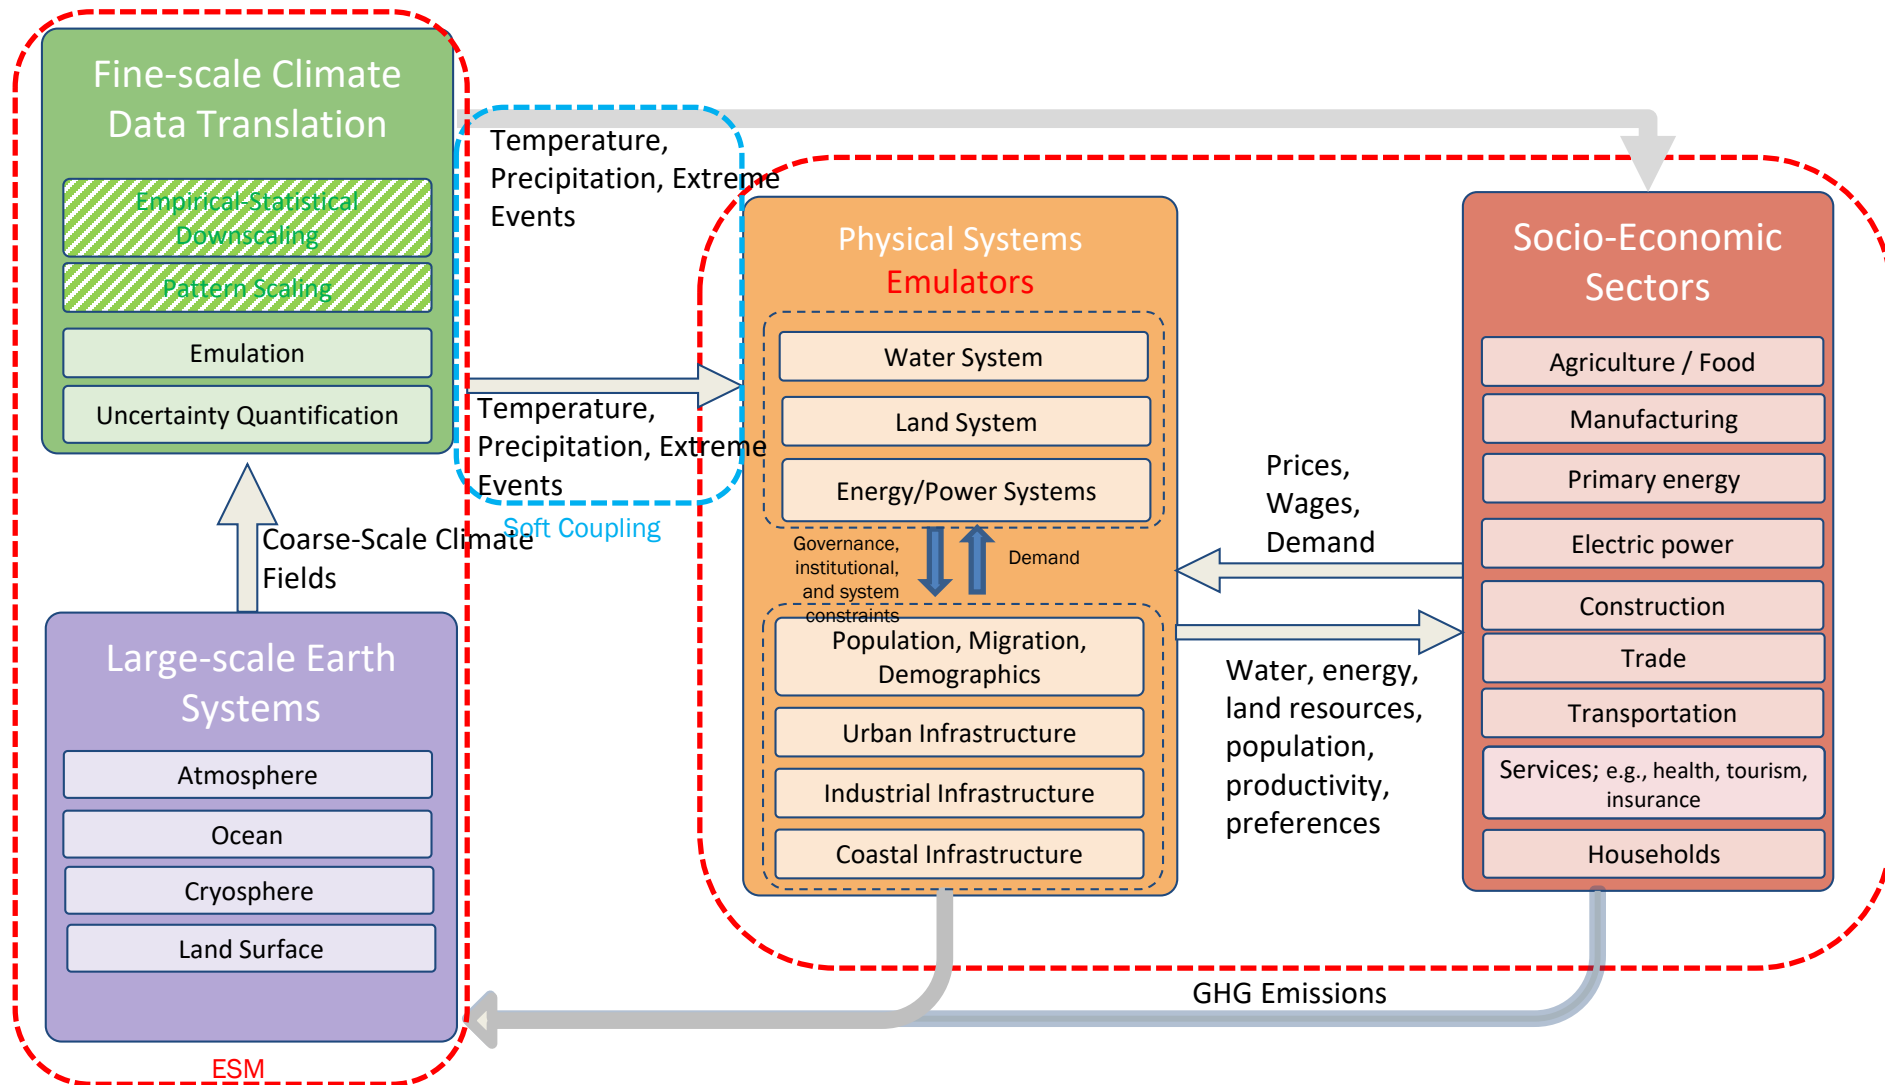 Fine-scale Climate
Data Translation
Empirical-Statistical
Downscaling
Pattern Scaling
Emulation
Uncertainty Quantification
Coarse-Scale Climate
Fields
Large-scale Earth
Systems
Atmosphere
Ocean
Cryosphere
Land Surface
ESM
Temperature,
Precipitation, Extreme
Events
Temperature,
Precipitation, Extreme
Events
Soft Coupling
Physical Systems
Emulators
Water System
Land System
Energy/Power Systems
Governance,
institutional,
and system
constraints
Demand
Population, Migration,
Demographics
Urban Infrastructure
Industrial Infrastructure
Coastal Infrastructure
Prices,
Wages,
Demand
Water, energy,
land resources,
population,
productivity,
preferences
Socio-Economic
Sectors
Agriculture / Food
Manufacturing
Primary energy
Electric power
Construction
Trade
Transportation
Services; e.g., health, tourism,
insurance
Households
GHG Emissions